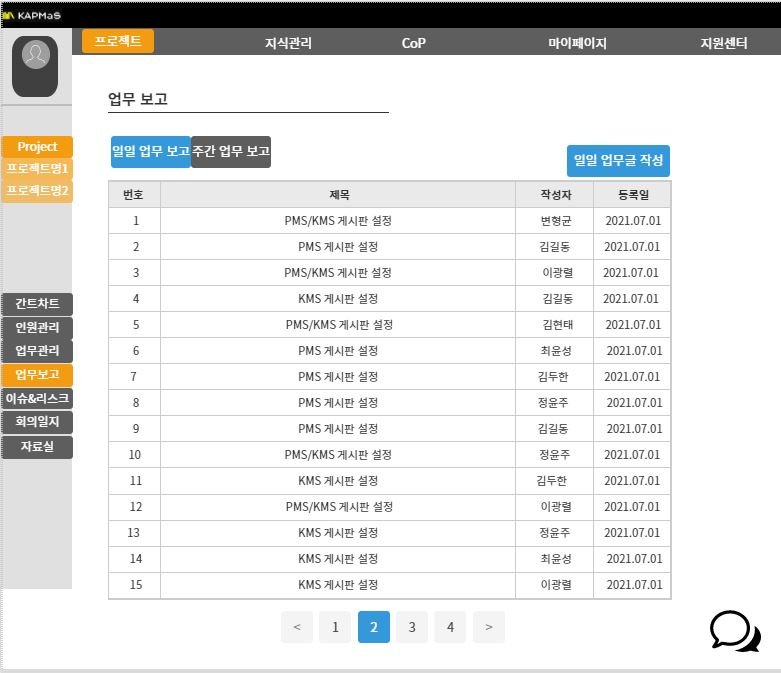 KAPMaS
프로젝트 지식관리 CoP 마이페이지 지원센터
업무 보고
Project
프로젝트명1
프로젝트명2
간트차트
인원관리
업무관리
업무보고
이슈&리스크
회의일지
자료실
일일 업무 보고 주간 업무 보고
일일 업무글 작성
번호 제목 작성자 등록일
1 PMS/KMS 게시판 설정 변형균 2021.07.01
2 PMS 게시판 설정 김길동 2021.07.01
3 PMS/KMS 게시판 설정 이광렬 2021.07.01
4 KMS 게시판 설정 김길동 2021.07.01
5 PMS/KMS 게시판 설정 김현태 2021.07.01
6 PMS 게시판 설정 최윤성 2021.07.01
7 PMS 게시판 설정 김두한 2021.07.01
8 PMS 게시판 설정 정윤주 2021.07.01
9 PMS 게시판 설정 김길동 2021.07.01
10 PMS/KMS 게시판 설정 정윤주 2021.07.01
11 KMS 게시판 설정 김두한 2021.07.01
12 PMS/KMS 게시판 설정 이광렬 2021.07.01
13 KMS 게시판 설정 정윤주 2021.07.01
14 KMS 게시판 설정 최윤성 2021.07.01
15 KMS 게시판 설정 이광렬 2021.07.01
< 1 2 3 4 >